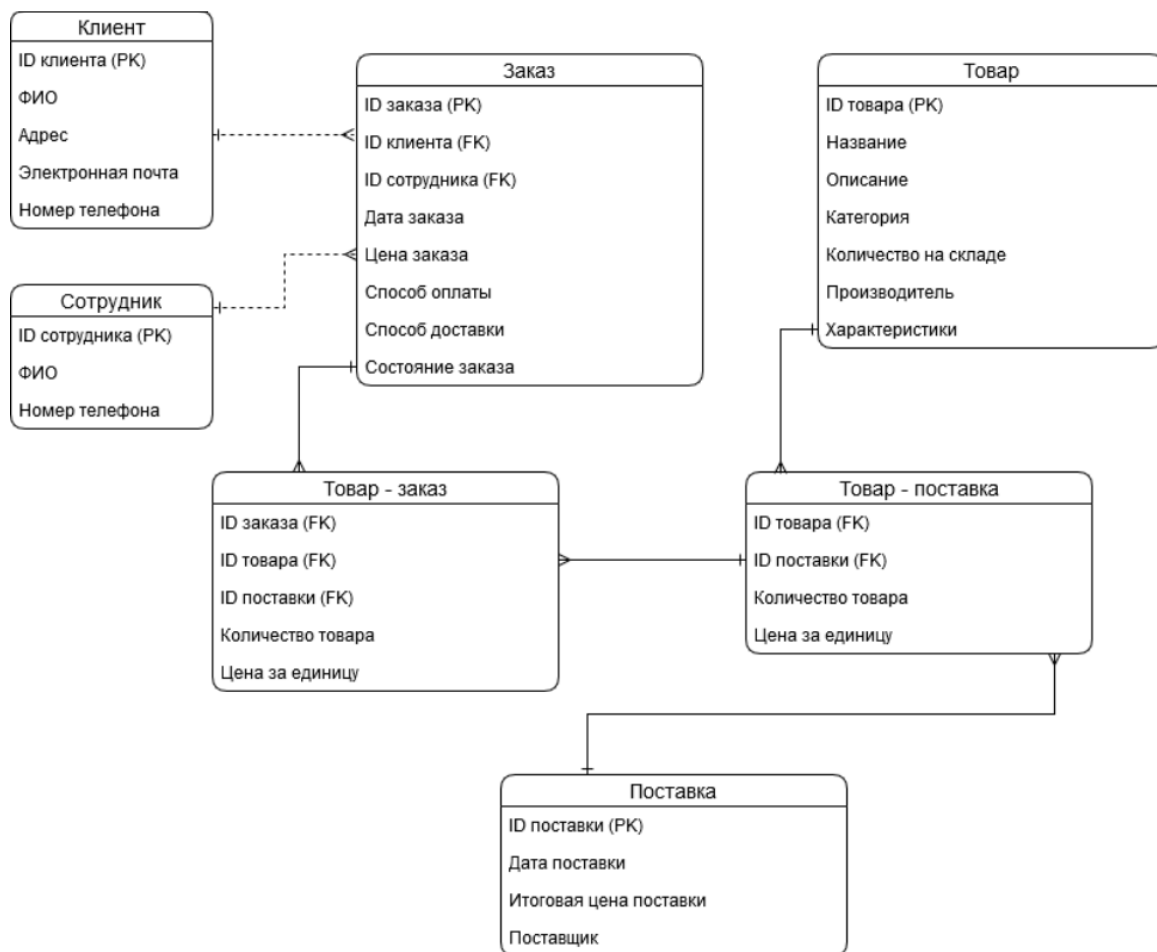 Клиент
ID клиента (PK)
ФИО
Адрес
Электронная почта
Номер телефона
Заказ
ID заказа (PK)
ID клиента (FK)
ID сотрудника (FK)
Дата заказа
Цена заказа
Способ оплаты
Способ доставки
Состояние заказа
Товар
ID товара (PK)
Название
Описание
Категория
Количество на складе
Производитель
Характеристики
Сотрудник
ID сотрудника (PK)
ФИО
Номер телефона
Товар - заказ
ID заказа (FK)
ID товара (FK)
ID поставки (FK)
Количество товара
Цена за единицу
Товар - поставка
ID товара (FK)
ID поставки (FK)
Количество товара
Цена за единицу
Поставка
ID поставки (PK)
Дата поставки
Итоговая цена поставки
Поставщик